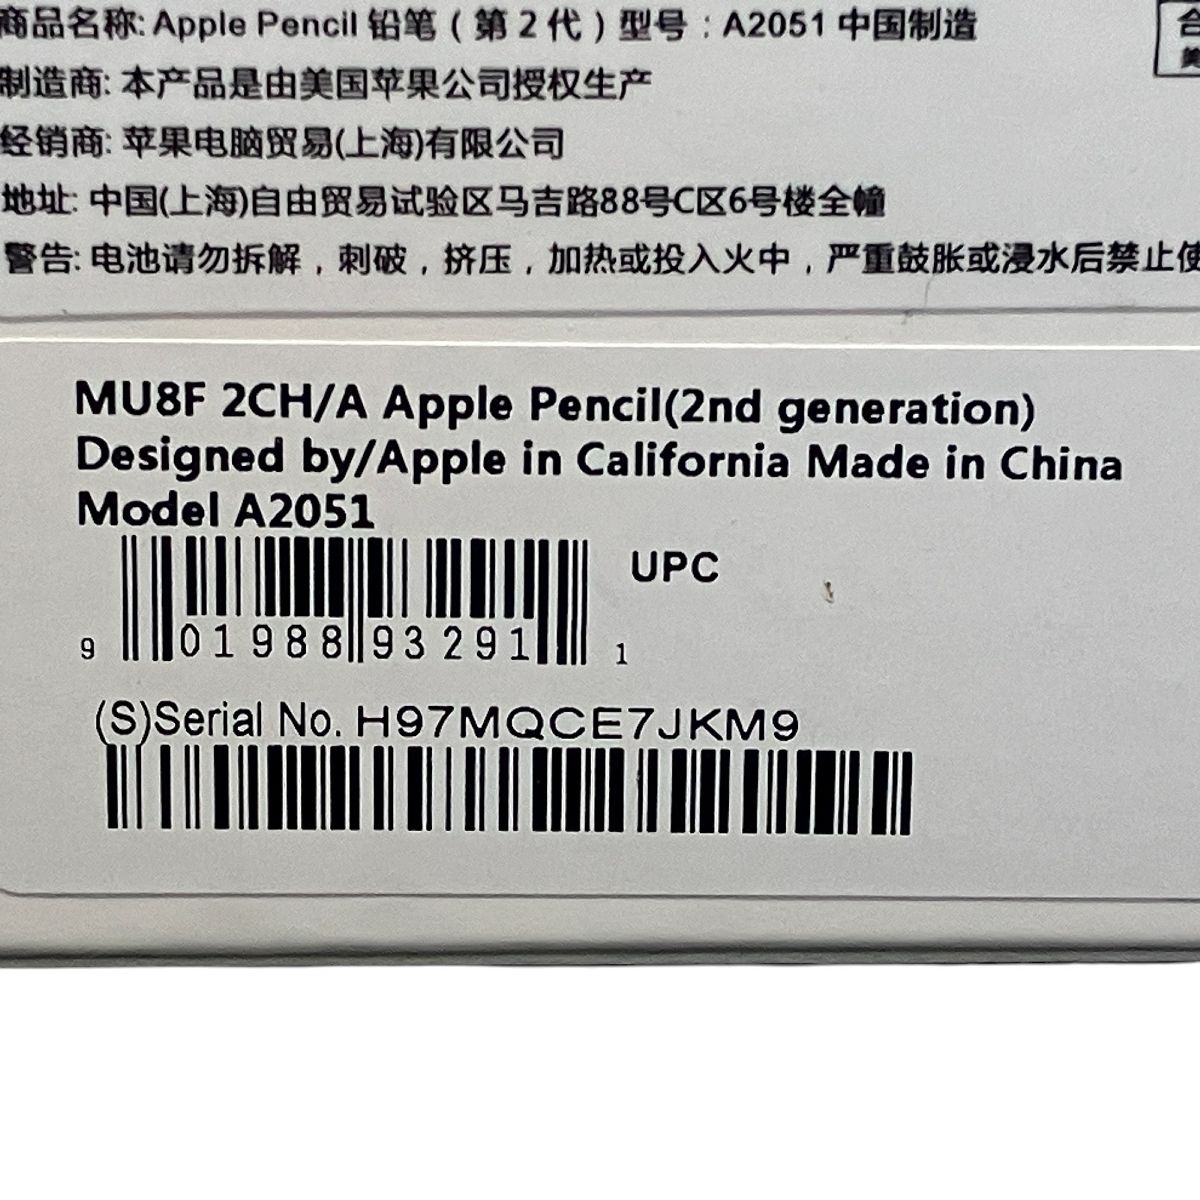 商品名称: Apple Pencil 铅笔 ( 第 2 代 ) 型号 : A2051 中国制造
合
制造商: 本产品是由美国苹果公司授权生产
经销商: 苹果电脑贸易(上海)有限公司
地址: 中国(上海)自由贸易试验区马吉路88号C区6号楼全幢
警告: 电池请勿拆解，刺破，挤压，加热或投入火中，严重鼓胀或浸水后禁止使
MU8F 2CH/A Apple Pencil(2nd generation)
Designed by/Apple in California Made in China
Model A2051
UPC
9 01988 93291 1
(S)Serial No. H97MQCE7JKM9